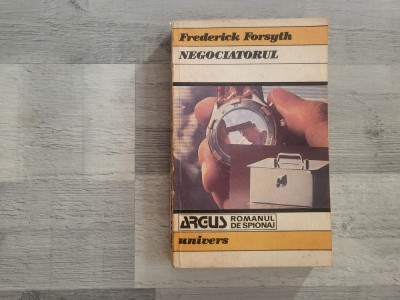 Frederick Forsyth
NEGOCIATORUL
ARGUS ROMANUL
DE SPIONAJ
univers